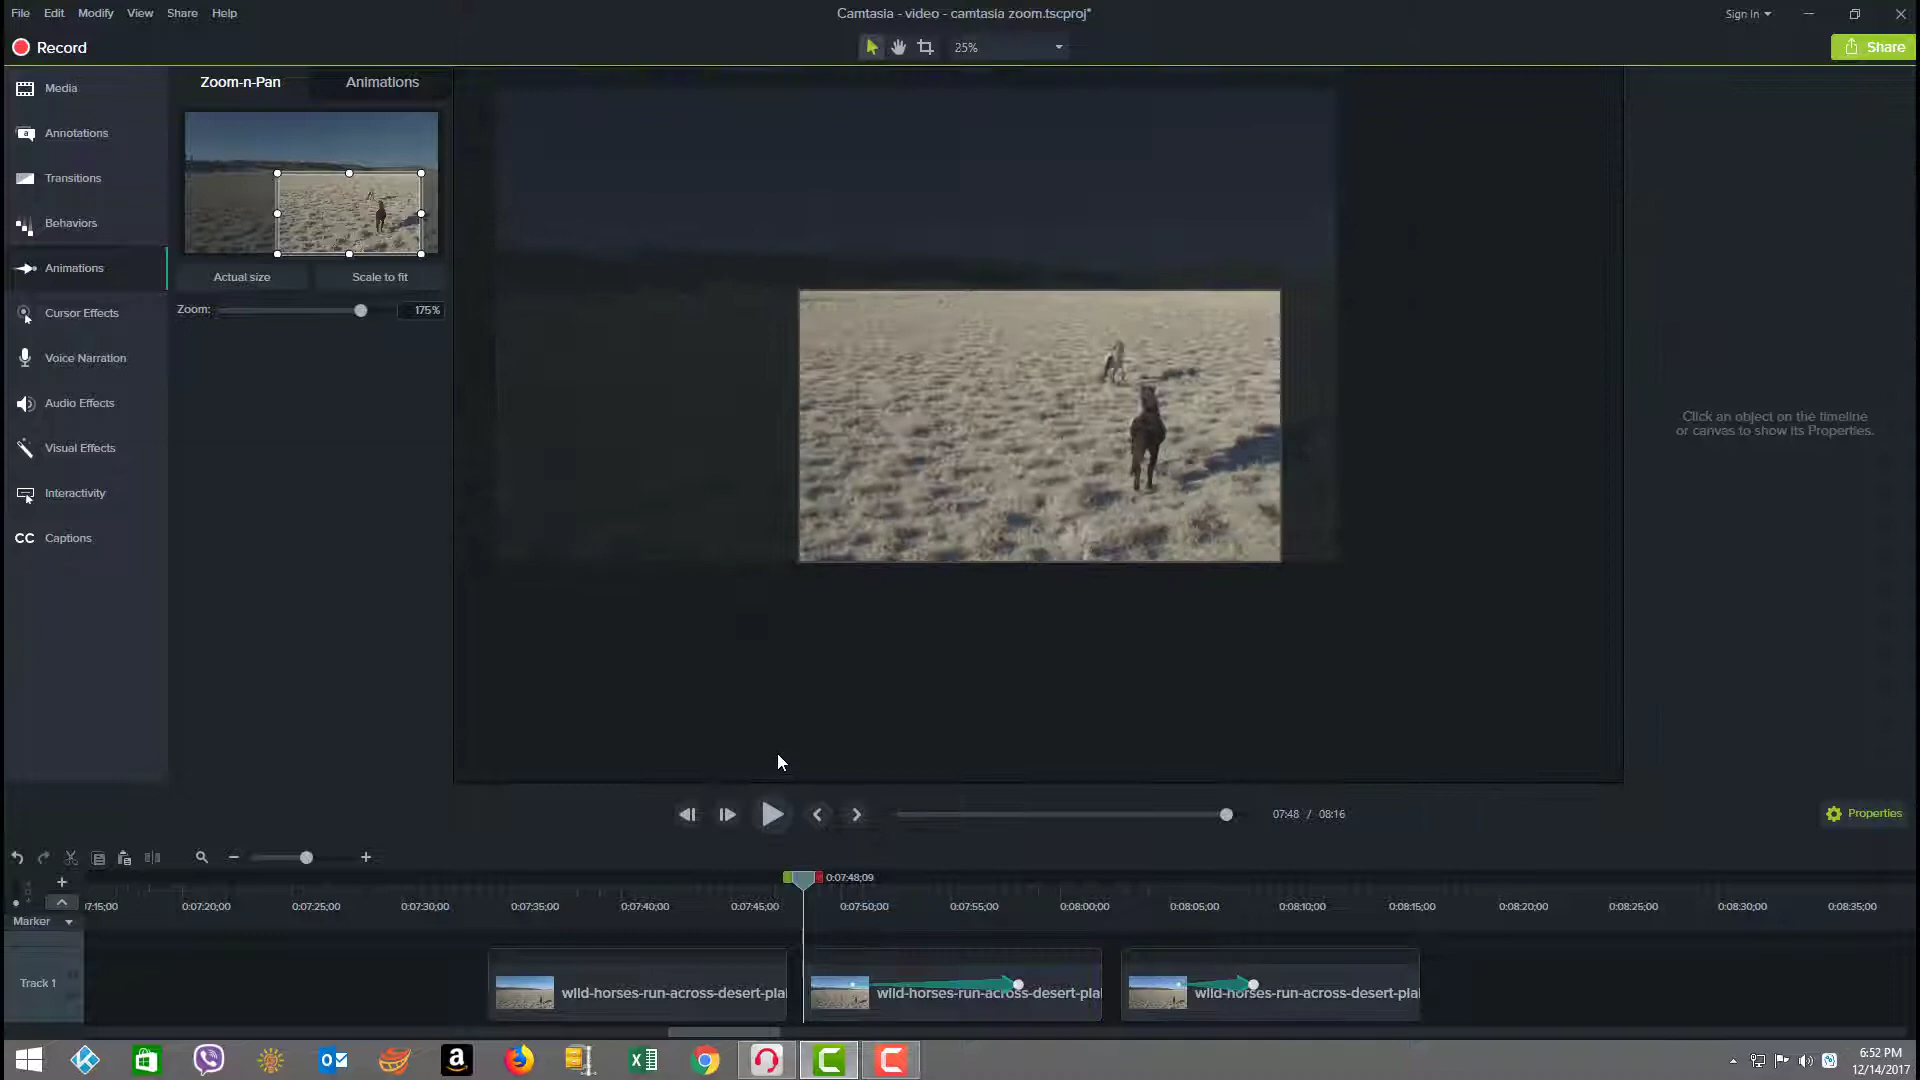 File Edit Modify View Share Help
Camtasia - video - camtasia zoom.tscproj*
Sign In
Record
25%
Share
Media
Annotations
Transitions
Behaviors
Animations
Cursor Effects
Voice Narration
Audio Effects
Visual Effects
Interactivity
CC Captions
Zoom-n-Pan Animations
Actual size Scale to fit
Zoom: 175%
Click an object on the timeline
or canvas to show its Properties.
07:48 / 08:16
Properties
0:07:48;09
7:15;00 0:07:20;00 0:07:25;00 0:07:30;00 0:07:35;00 0:07:40;00 0:07:45;00 0:07:50;00 0:07:55;00 0:08:00;00 0:08:05;00 0:08:10;00 0:08:15;00 0:08:20;00 0:08:25;00 0:08:30;00 0:08:35;00
Marker
Track 1
wild-horses-run-across-desert-plai wild-horses-run-across-desert-plai wild-horses-run-across-desert-plai
6:52 PM
12/14/2017